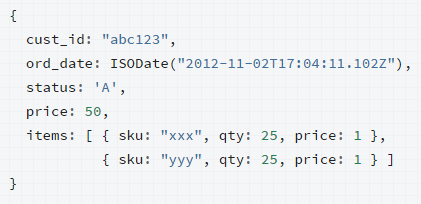 {
  cust_id: "abc123",
  ord_date: ISODate("2012-11-02T17:04:11.102Z"),
  status: 'A',
  price: 50,
  items: [ { sku: "xxx", qty: 25, price: 1 },
           { sku: "yyy", qty: 25, price: 1 } ]
}